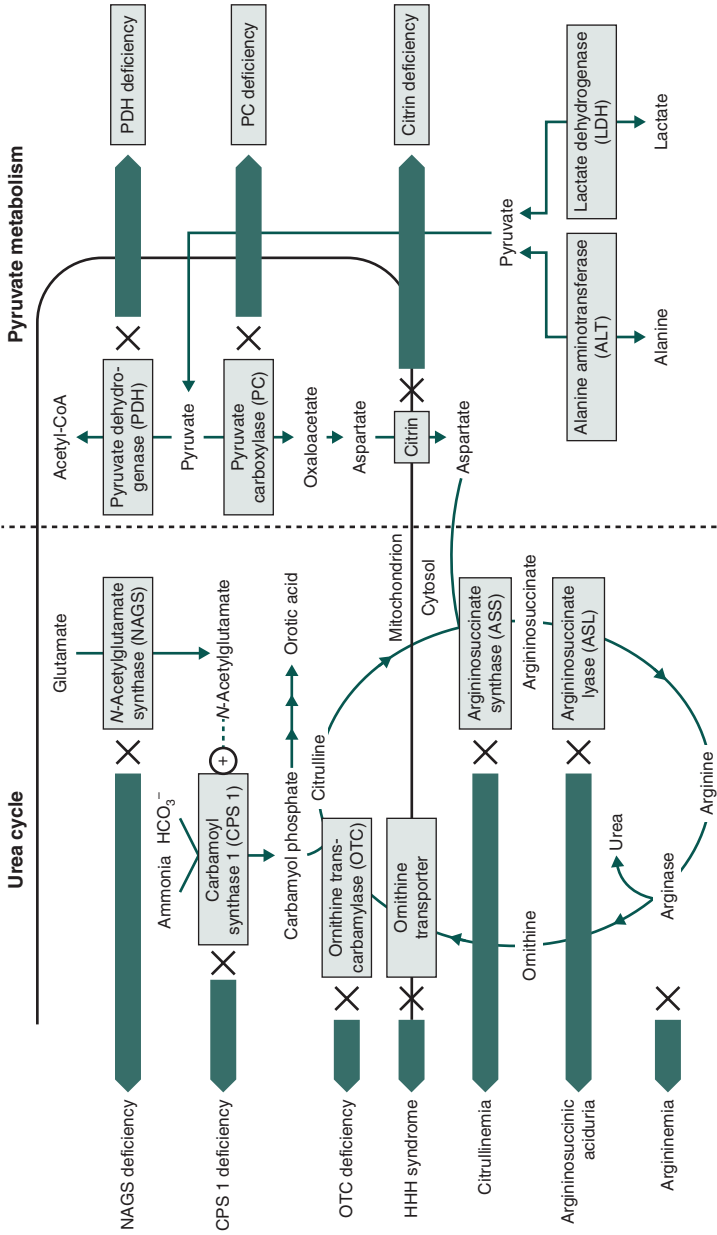 Urea cycle
Pyruvate metabolism
NAGS deficiency
CPS 1 deficiency
OTC deficiency
HHH syndrome
Citrullinemia
Argininosuccinic
aciduria
Argininemia
Glutamate
N-Acetylglutamate
synthase (NAGS)
N-Acetylglutamate
Ammonia
HCO3−
Carbamoyl
synthase 1 (CPS 1)
+
Carbamyol phosphate
Orotic acid
Ornithine trans-
carbamylase (OTC)
Citrulline
Ornithine
transporter
Mitochondrion
Cytosol
Argininosuccinate
synthase (ASS)
Argininosuccinate
Argininosuccinate
lyase (ASL)
Ornithine
Urea
Arginase
Arginine
Acetyl-CoA
Pyruvate dehydro-
genase (PDH)
PDH deficiency
Pyruvate
Pyruvate
carboxylase (PC)
PC deficiency
Oxaloacetate
Aspartate
Citrin
Citrin deficiency
Aspartate
Pyruvate
Alanine aminotransferase
(ALT)
Alanine
Lactate dehydrogenase
(LDH)
Lactate